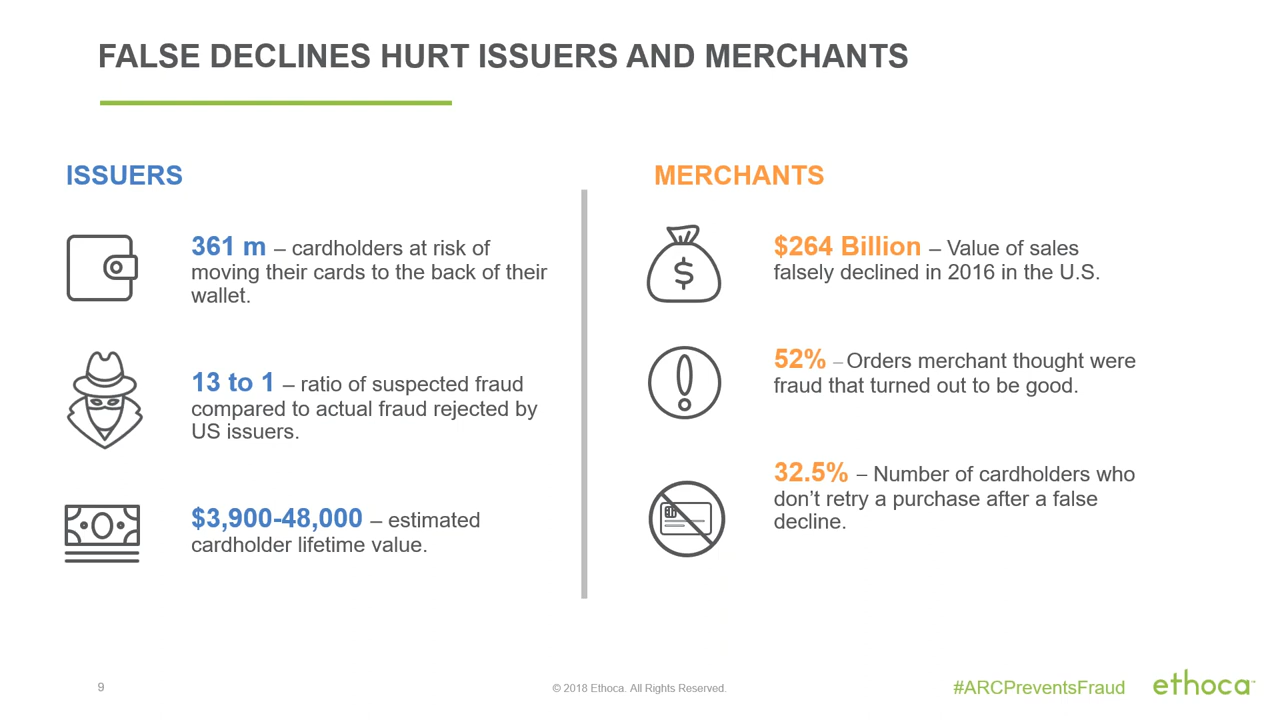 FALSE DECLINES HURT ISSUERS AND MERCHANTS
ISSUERS
361 m – cardholders at risk of
moving their cards to the back of their
wallet.
13 to 1 – ratio of suspected fraud
compared to actual fraud rejected by
US issuers.
$3,900-48,000 – estimated
cardholder lifetime value.
MERCHANTS
$
$264 Billion – Value of sales
falsely declined in 2016 in the U.S.
52% – Orders merchant thought were
fraud that turned out to be good.
32.5% – Number of cardholders who
don’t retry a purchase after a false
decline.
9
© 2018 Ethoca. All Rights Reserved.
#ARCPreventsFraud
ethoca